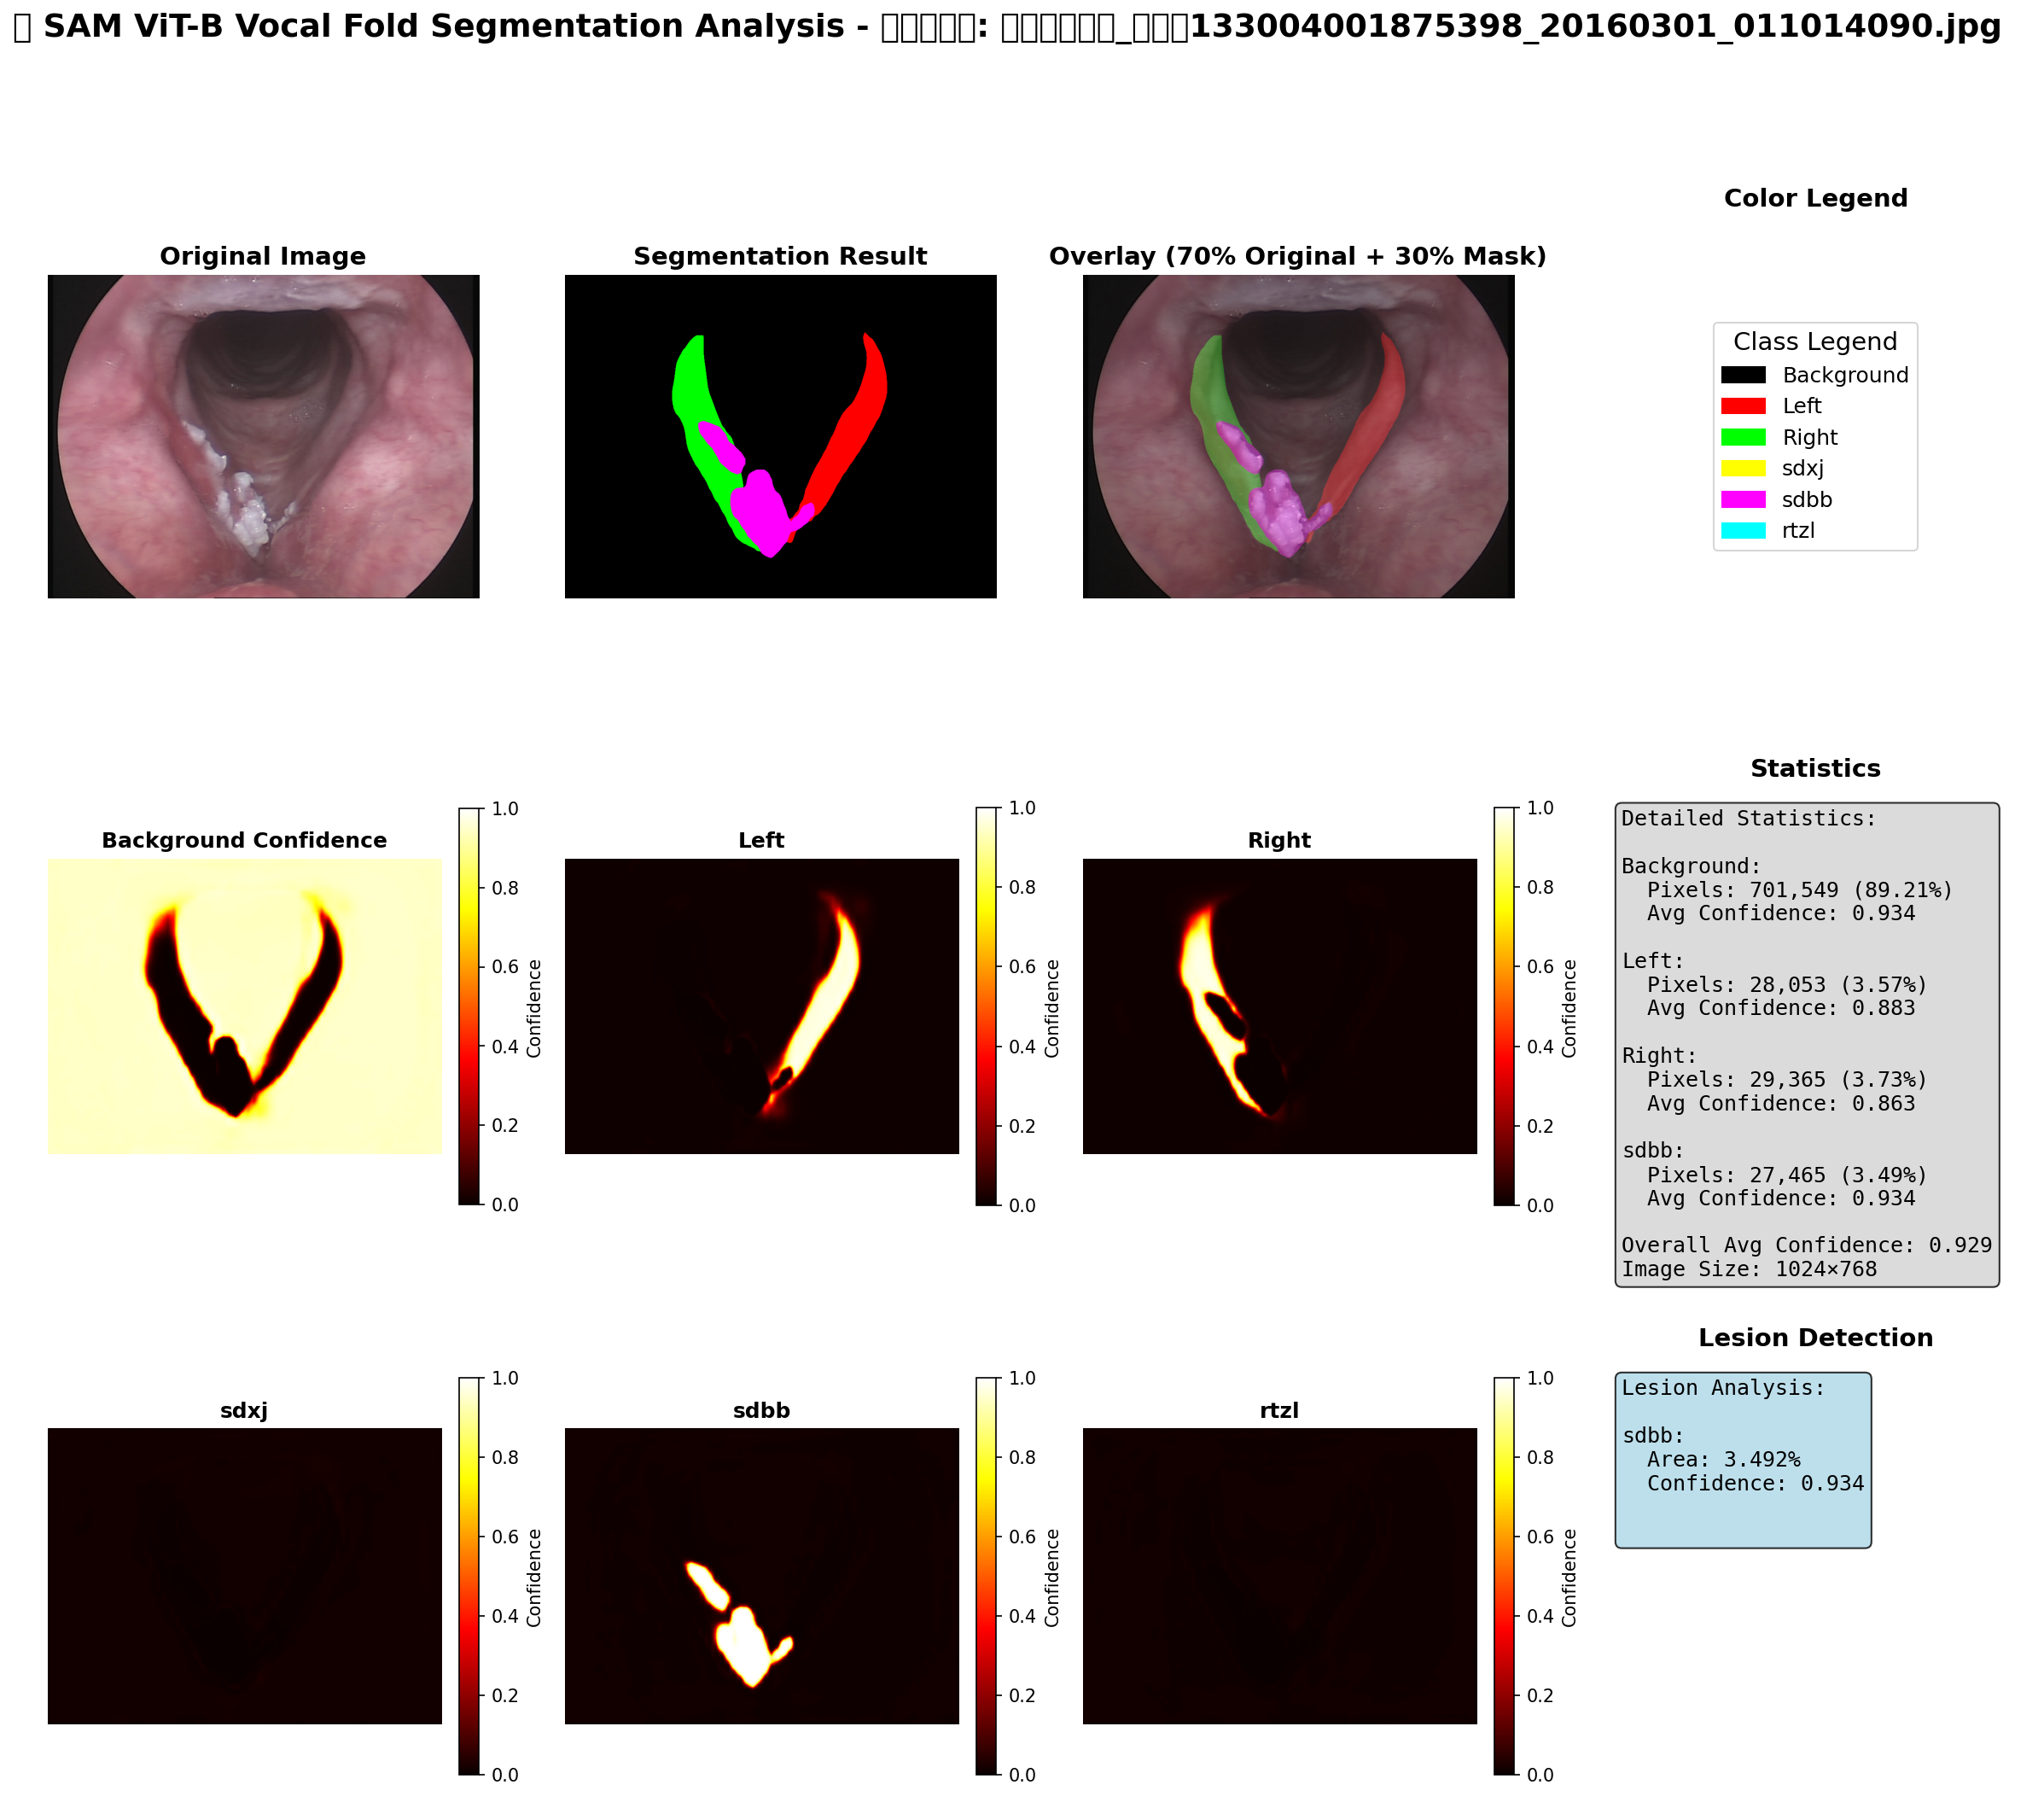 SAM ViT-B Vocal Fold Segmentation Analysis - : _133004001875398_20160301_011014090.jpg
Original Image
Segmentation Result
Overlay (70% Original + 30% Mask)
Color Legend
Class Legend
Background
Left
Right
sdxj
sdbb
rtzl
Background Confidence
1.0
0.8
0.6
0.4
0.2
0.0
Confidence
Left
1.0
0.8
0.6
0.4
0.2
0.0
Confidence
Right
1.0
0.8
0.6
0.4
0.2
0.0
Confidence
Statistics
Detailed Statistics:
Background:
Pixels: 701,549 (89.21%)
Avg Confidence: 0.934
Left:
Pixels: 28,053 (3.57%)
Avg Confidence: 0.883
Right:
Pixels: 29,365 (3.73%)
Avg Confidence: 0.863
sdbb:
Pixels: 27,465 (3.49%)
Avg Confidence: 0.934
Overall Avg Confidence: 0.929
Image Size: 1024×768
sdxj
1.0
0.8
0.6
0.4
0.2
0.0
Confidence
sdbb
1.0
0.8
0.6
0.4
0.2
0.0
Confidence
rtzl
1.0
0.8
0.6
0.4
0.2
0.0
Confidence
Lesion Detection
Lesion Analysis:
sdbb:
Area: 3.492%
Confidence: 0.934